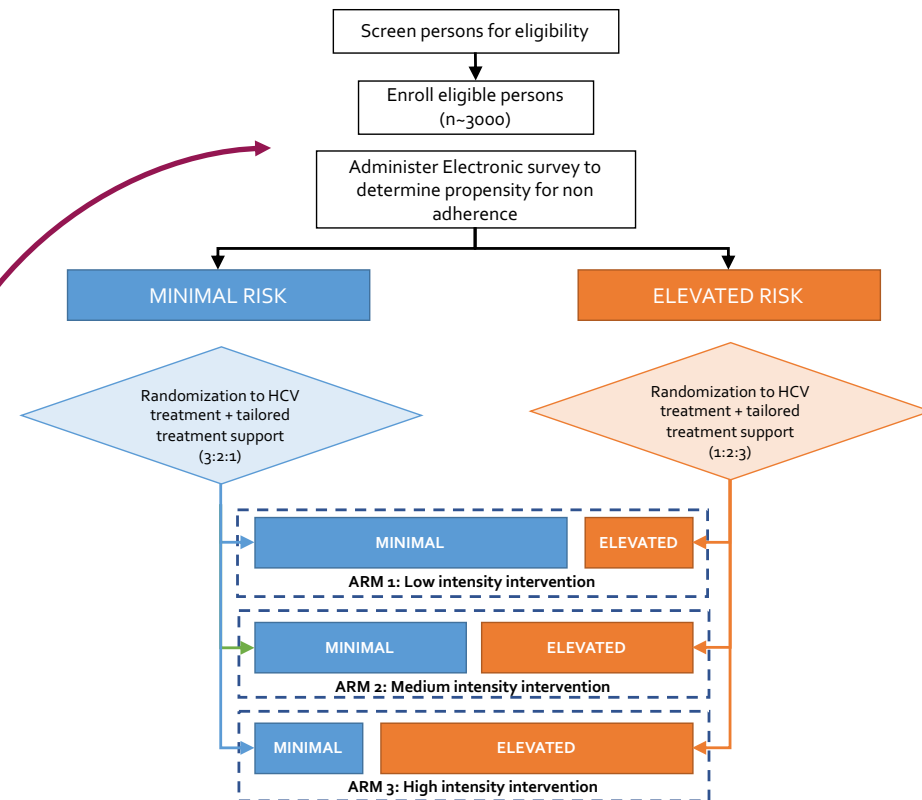 Screen persons for eligibility
Enroll eligible persons
(n~3000)
Administer Electronic survey to
determine propensity for non
adherence
MINIMAL RISK
ELEVATED RISK
Randomization to HCV
treatment + tailored
treatment support
(3:2:1)
Randomization to HCV
treatment + tailored
treatment support
(1:2:3)
MINIMAL
ELEVATED
ARM 1: Low intensity intervention
MINIMAL
ELEVATED
ARM 2: Medium intensity intervention
MINIMAL
ELEVATED
ARM 3: High intensity intervention